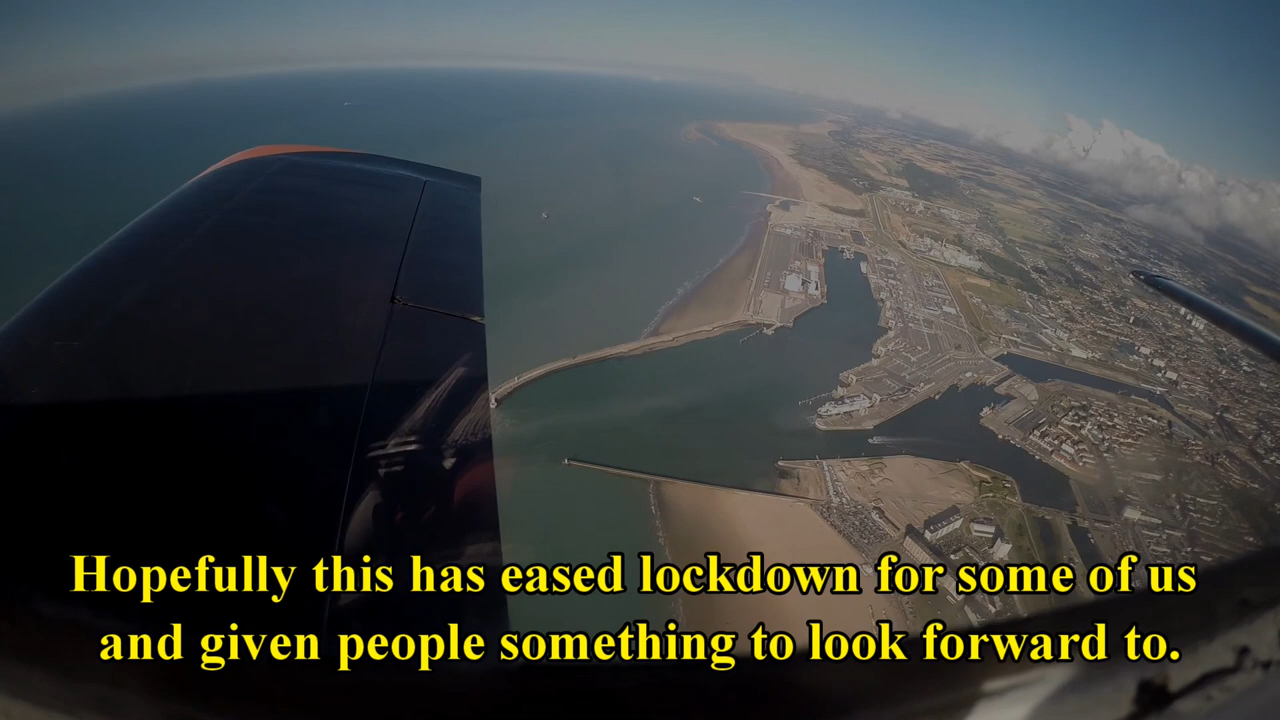 Hopefully this has eased lockdown for some of us
and given people something to look forward to.